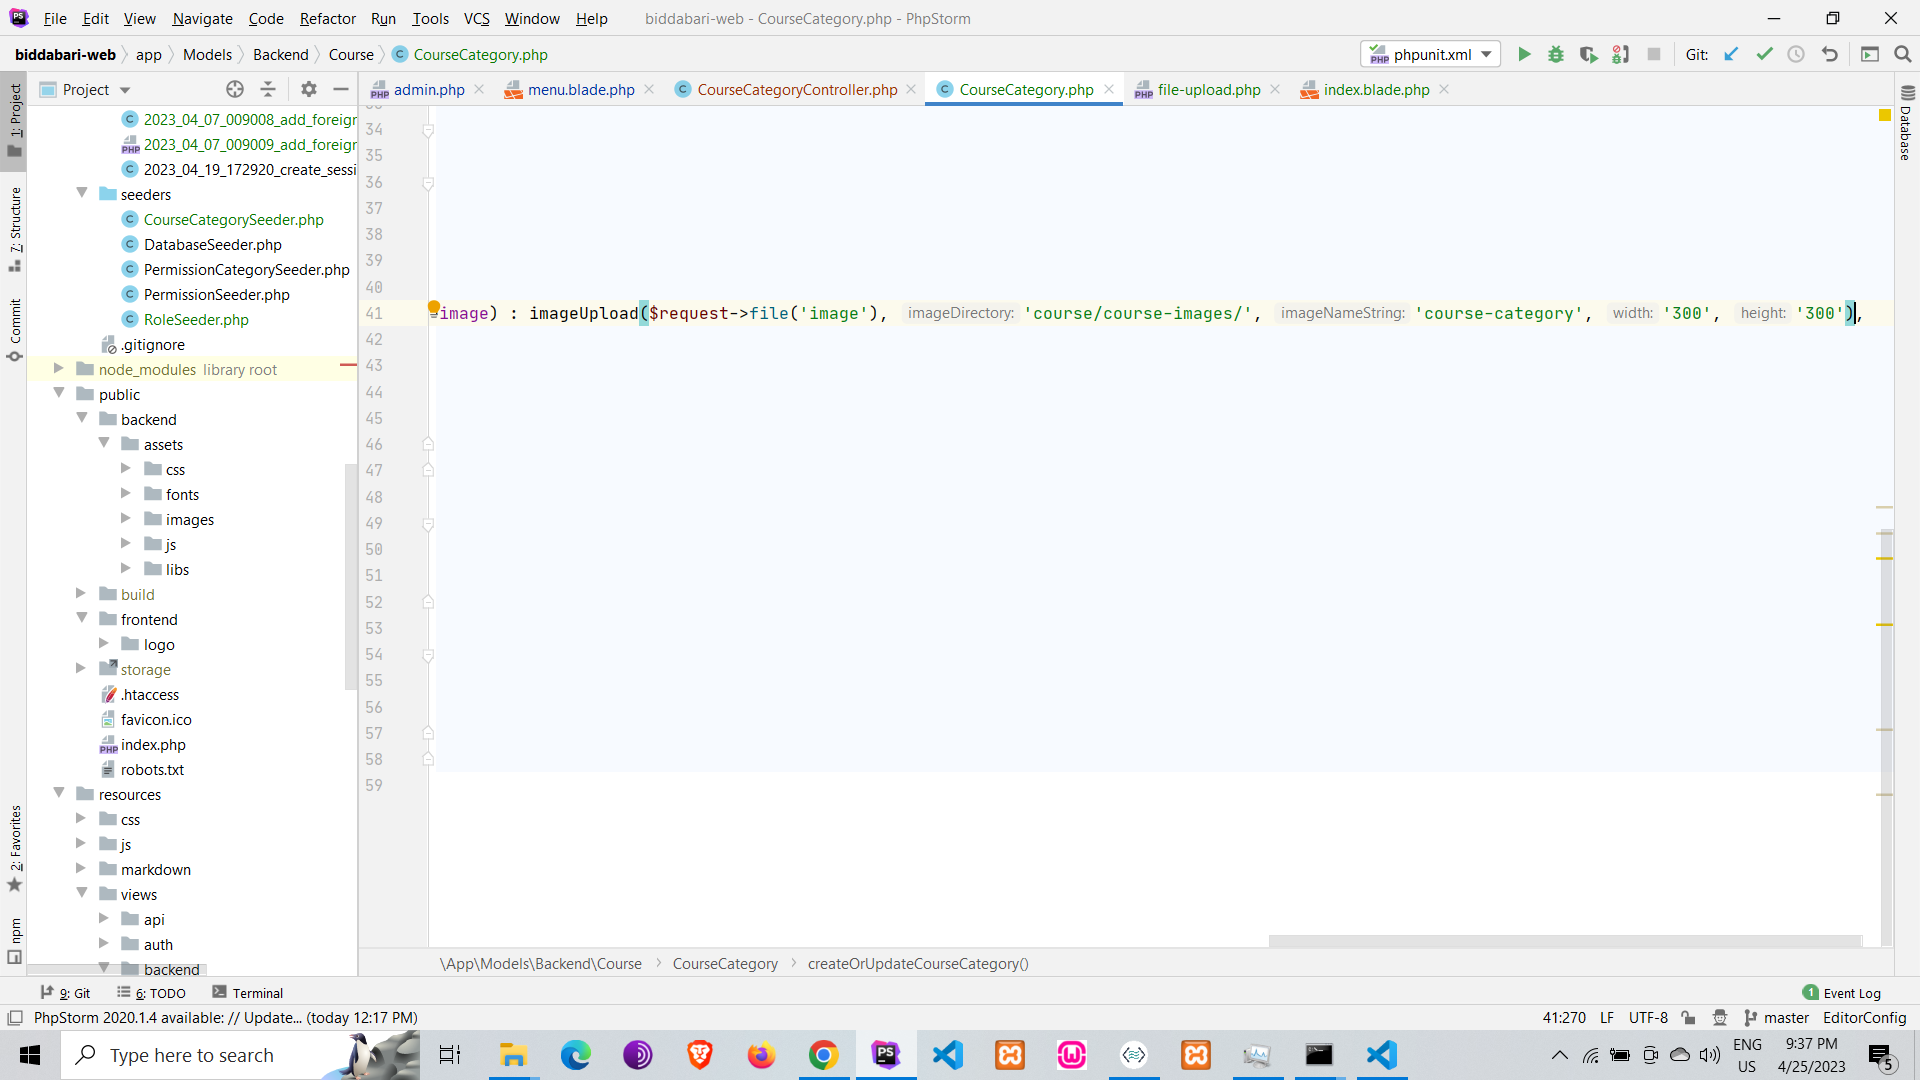 File Edit View Navigate Code Refactor Run Tools VCS Window Help biddabari-web - CourseCategory.php - PhpStorm
biddabari-web app Models Backend Course CourseCategory.php phpunit.xml Git:
Project admin.php menu.blade.php CourseCategoryController.php CourseCategory.php file-upload.php index.blade.php
1: Project
7: Structure
Commit
2: Favorites
npm
Database
2023_04_07_009008_add_foreigr
2023_04_07_009009_add_foreigr
2023_04_19_172920_create_sessi
seeders
CourseCategorySeeder.php
DatabaseSeeder.php
PermissionCategorySeeder.php
PermissionSeeder.php
RoleSeeder.php
.gitignore
node_modules library root
public
backend
assets
css
fonts
images
js
libs
build
frontend
logo
storage
.htaccess
favicon.ico
index.php
robots.txt
resources
css
js
markdown
views
api
auth
backend
34
35
36
37
38
39
40
41 image) : imageUpload($request->file('image'), imageDirectory: 'course/course-images/', imageNameString: 'course-category', width: '300', height: '300'),
42
43
44
45
46
47
48
49
50
51
52
53
54
55
56
57
58
59
\App\Models\Backend\Course CourseCategory createOrUpdateCourseCategory()
9: Git 6: TODO Terminal 1 Event Log
PhpStorm 2020.1.4 available: // Update... (today 12:17 PM) 41:270 LF UTF-8 master EditorConfig
Type here to search ENG US 9:37 PM 4/25/2023 5